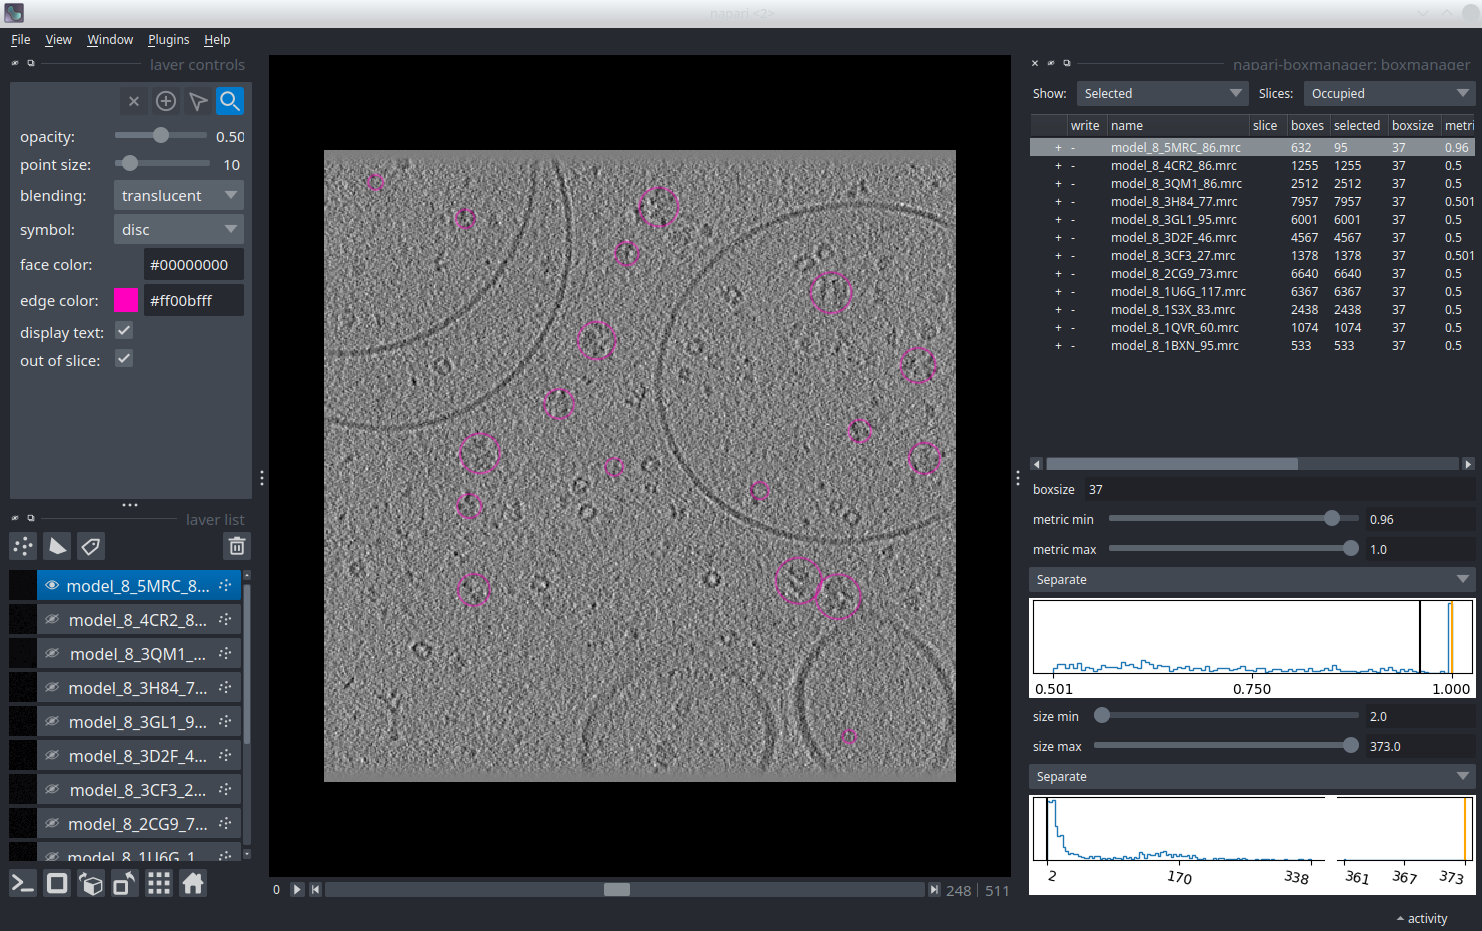 napari <2>
File View Window Plugins Help
layer controls
opacity: 0.50
point size: 10
blending: translucent
symbol: disc
face color: #00000000
edge color: #ff00bfff
display text:
out of slice:
layer list
model_8_5MRC_8...
model_8_4CR2_8...
model_8_3QM1_...
model_8_3H84_7...
model_8_3GL1_9...
model_8_3D2F_4...
model_8_3CF3_2...
model_8_2CG9_7...
model_8_1U6G_1...
0 248 511
napari-boxmanager: boxmanager
Show: Selected Slices: Occupied
write name slice boxes selected boxsize metri
+ - model_8_5MRC_86.mrc 632 95 37 0.96
+ - model_8_4CR2_86.mrc 1255 1255 37 0.5
+ - model_8_3QM1_86.mrc 2512 2512 37 0.5
+ - model_8_3H84_77.mrc 7957 7957 37 0.501
+ - model_8_3GL1_95.mrc 6001 6001 37 0.5
+ - model_8_3D2F_46.mrc 4567 4567 37 0.5
+ - model_8_3CF3_27.mrc 1378 1378 37 0.501
+ - model_8_2CG9_73.mrc 6640 6640 37 0.5
+ - model_8_1U6G_117.mrc 6367 6367 37 0.5
+ - model_8_1S3X_83.mrc 2438 2438 37 0.5
+ - model_8_1QVR_60.mrc 1074 1074 37 0.5
+ - model_8_1BXN_95.mrc 533 533 37 0.5
boxsize 37
metric min 0.96
metric max 1.0
Separate
0.501 0.750 1.000
size min 2.0
size max 373.0
Separate
2 170 338 361 367 373
activity